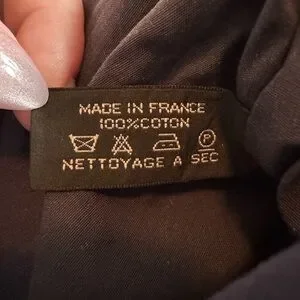 MADE IN FRANCE
100%COTON
P
NETTOYAGE A SEC